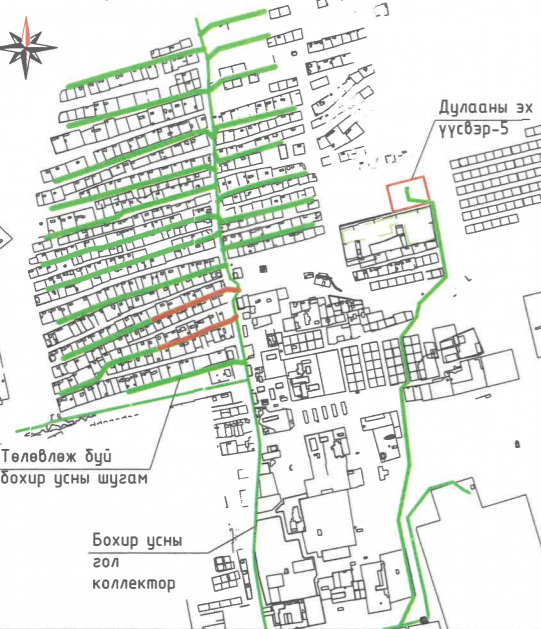 Дулааны эх
үүсвэр-5
Төлөвлөж буй
бохир усны шугам
Бохир усны
гол
коллектор